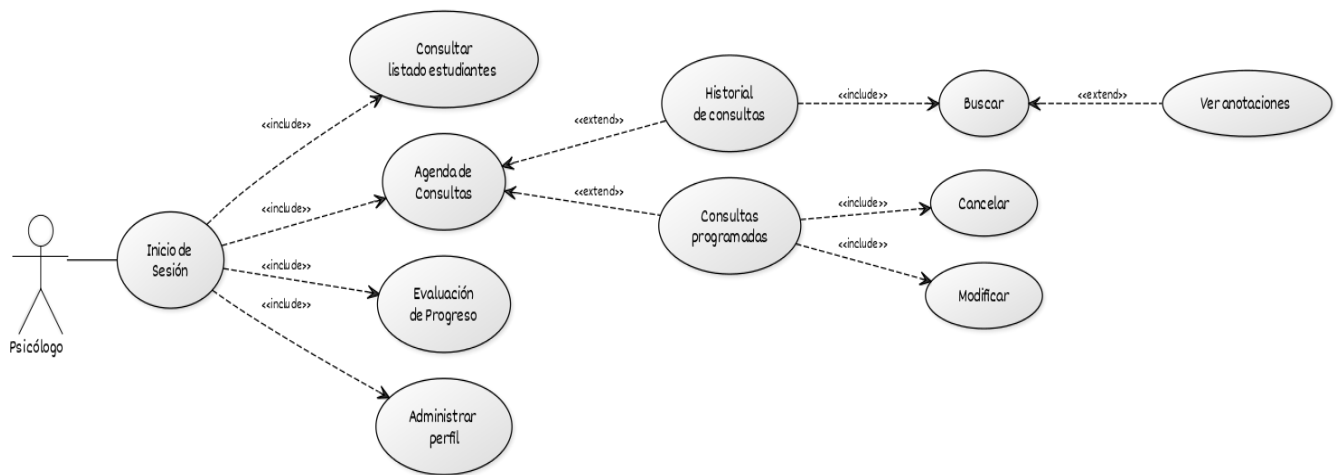 Consultar
listado estudiantes
<<include>>
Historial
de consultas
<<include>>
Buscar
<<extend>>
Ver anotaciones
<<extend>>
Agenda de
Consultas
<<include>>
<<extend>>
Consultas
programadas
<<include>>
Cancelar
<<include>>
Modificar
Inicio de
Sesión
<<include>>
Evaluación
de Progreso
<<include>>
Administrar
perfil
Psicólogo